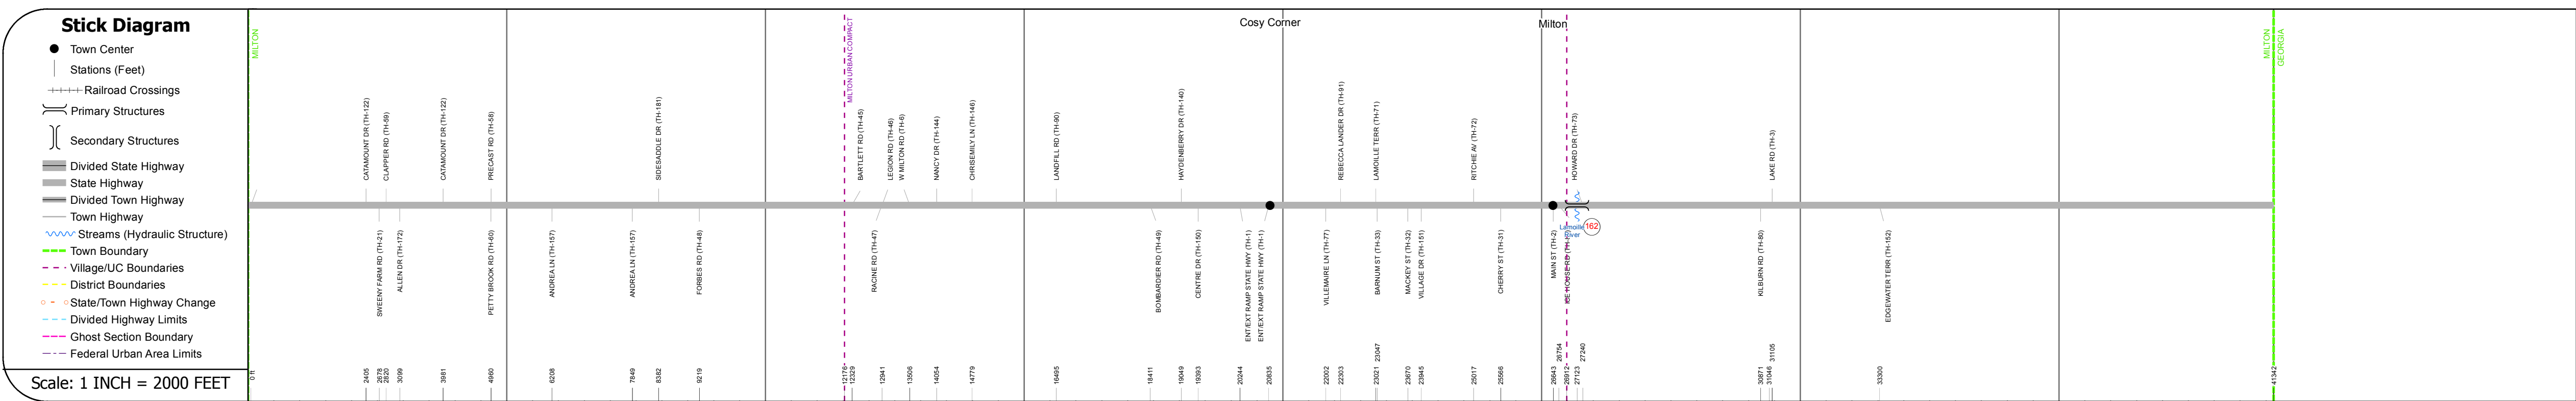 Stick Diagram
Town Center
Stations (Feet)
Railroad Crossings
Primary Structures
Secondary Structures
Divided State Highway
State Highway
Divided Town Highway
Town Highway
Streams (Hydraulic Structure)
Town Boundary
Village/UC Boundaries
District Boundaries
State/Town Highway Change
Divided Highway Limits
Ghost Section Boundary
Federal Urban Area Limits
Scale: 1 INCH = 2000 FEET
MILTON
MILTON URBAN COMPACT
Cosy Corner
Milton
MILTON
GEORGIA
CATAMOUNT DR (TH-122)
CLAPPER RD (TH-59)
CATAMOUNT DR (TH-122)
PRECAST RD (TH-58)
SIDESADDLE DR (TH-181)
BARTLETT RD (TH-45)
LEGION RD (TH-46)
W MILTON RD (TH-6)
NANCY DR (TH-144)
CHRISEMILY LN (TH-146)
LANDFILL RD (TH-90)
HAYDENBERRY DR (TH-140)
REBECCA LANDER DR (TH-91)
LAMOILLE TERR (TH-71)
RITCHIE AV (TH-72)
HOWARD DR (TH-73)
LAKE RD (TH-3)
SWEENY FARM RD (TH-21)
ALLEN DR (TH-172)
PETTY BROOK RD (TH-60)
ANDREA LN (TH-157)
ANDREA LN (TH-157)
FORBES RD (TH-48)
RACINE RD (TH-47)
BOMBARDIER RD (TH-49)
CENTRE DR (TH-150)
ENT/EXT RAMP STATE HWY (TH-1)
ENT/EXT RAMP STATE HWY (TH-1)
VILLEMAIRE LN (TH-77)
BARNUM ST (TH-33)
MACKEY ST (TH-32)
VILLAGE DR (TH-151)
CHERRY ST (TH-31)
MAIN ST (TH-2)
ICE HOUSE RD
Lamoille
River
162
KILBURN RD (TH-80)
EDGEWATER TERR (TH-152)
0 ft
2405
2678
2820
3099
3981
4960
6208
7849
8382
9219
12176
12329
12941
13506
14054
14779
16495
18411
19049
19393
20244
20835
22002
22303
23021
23047
23670
23945
25017
25566
26643
26754
26912
27123
27240
30871
31046
31105
33300
41342